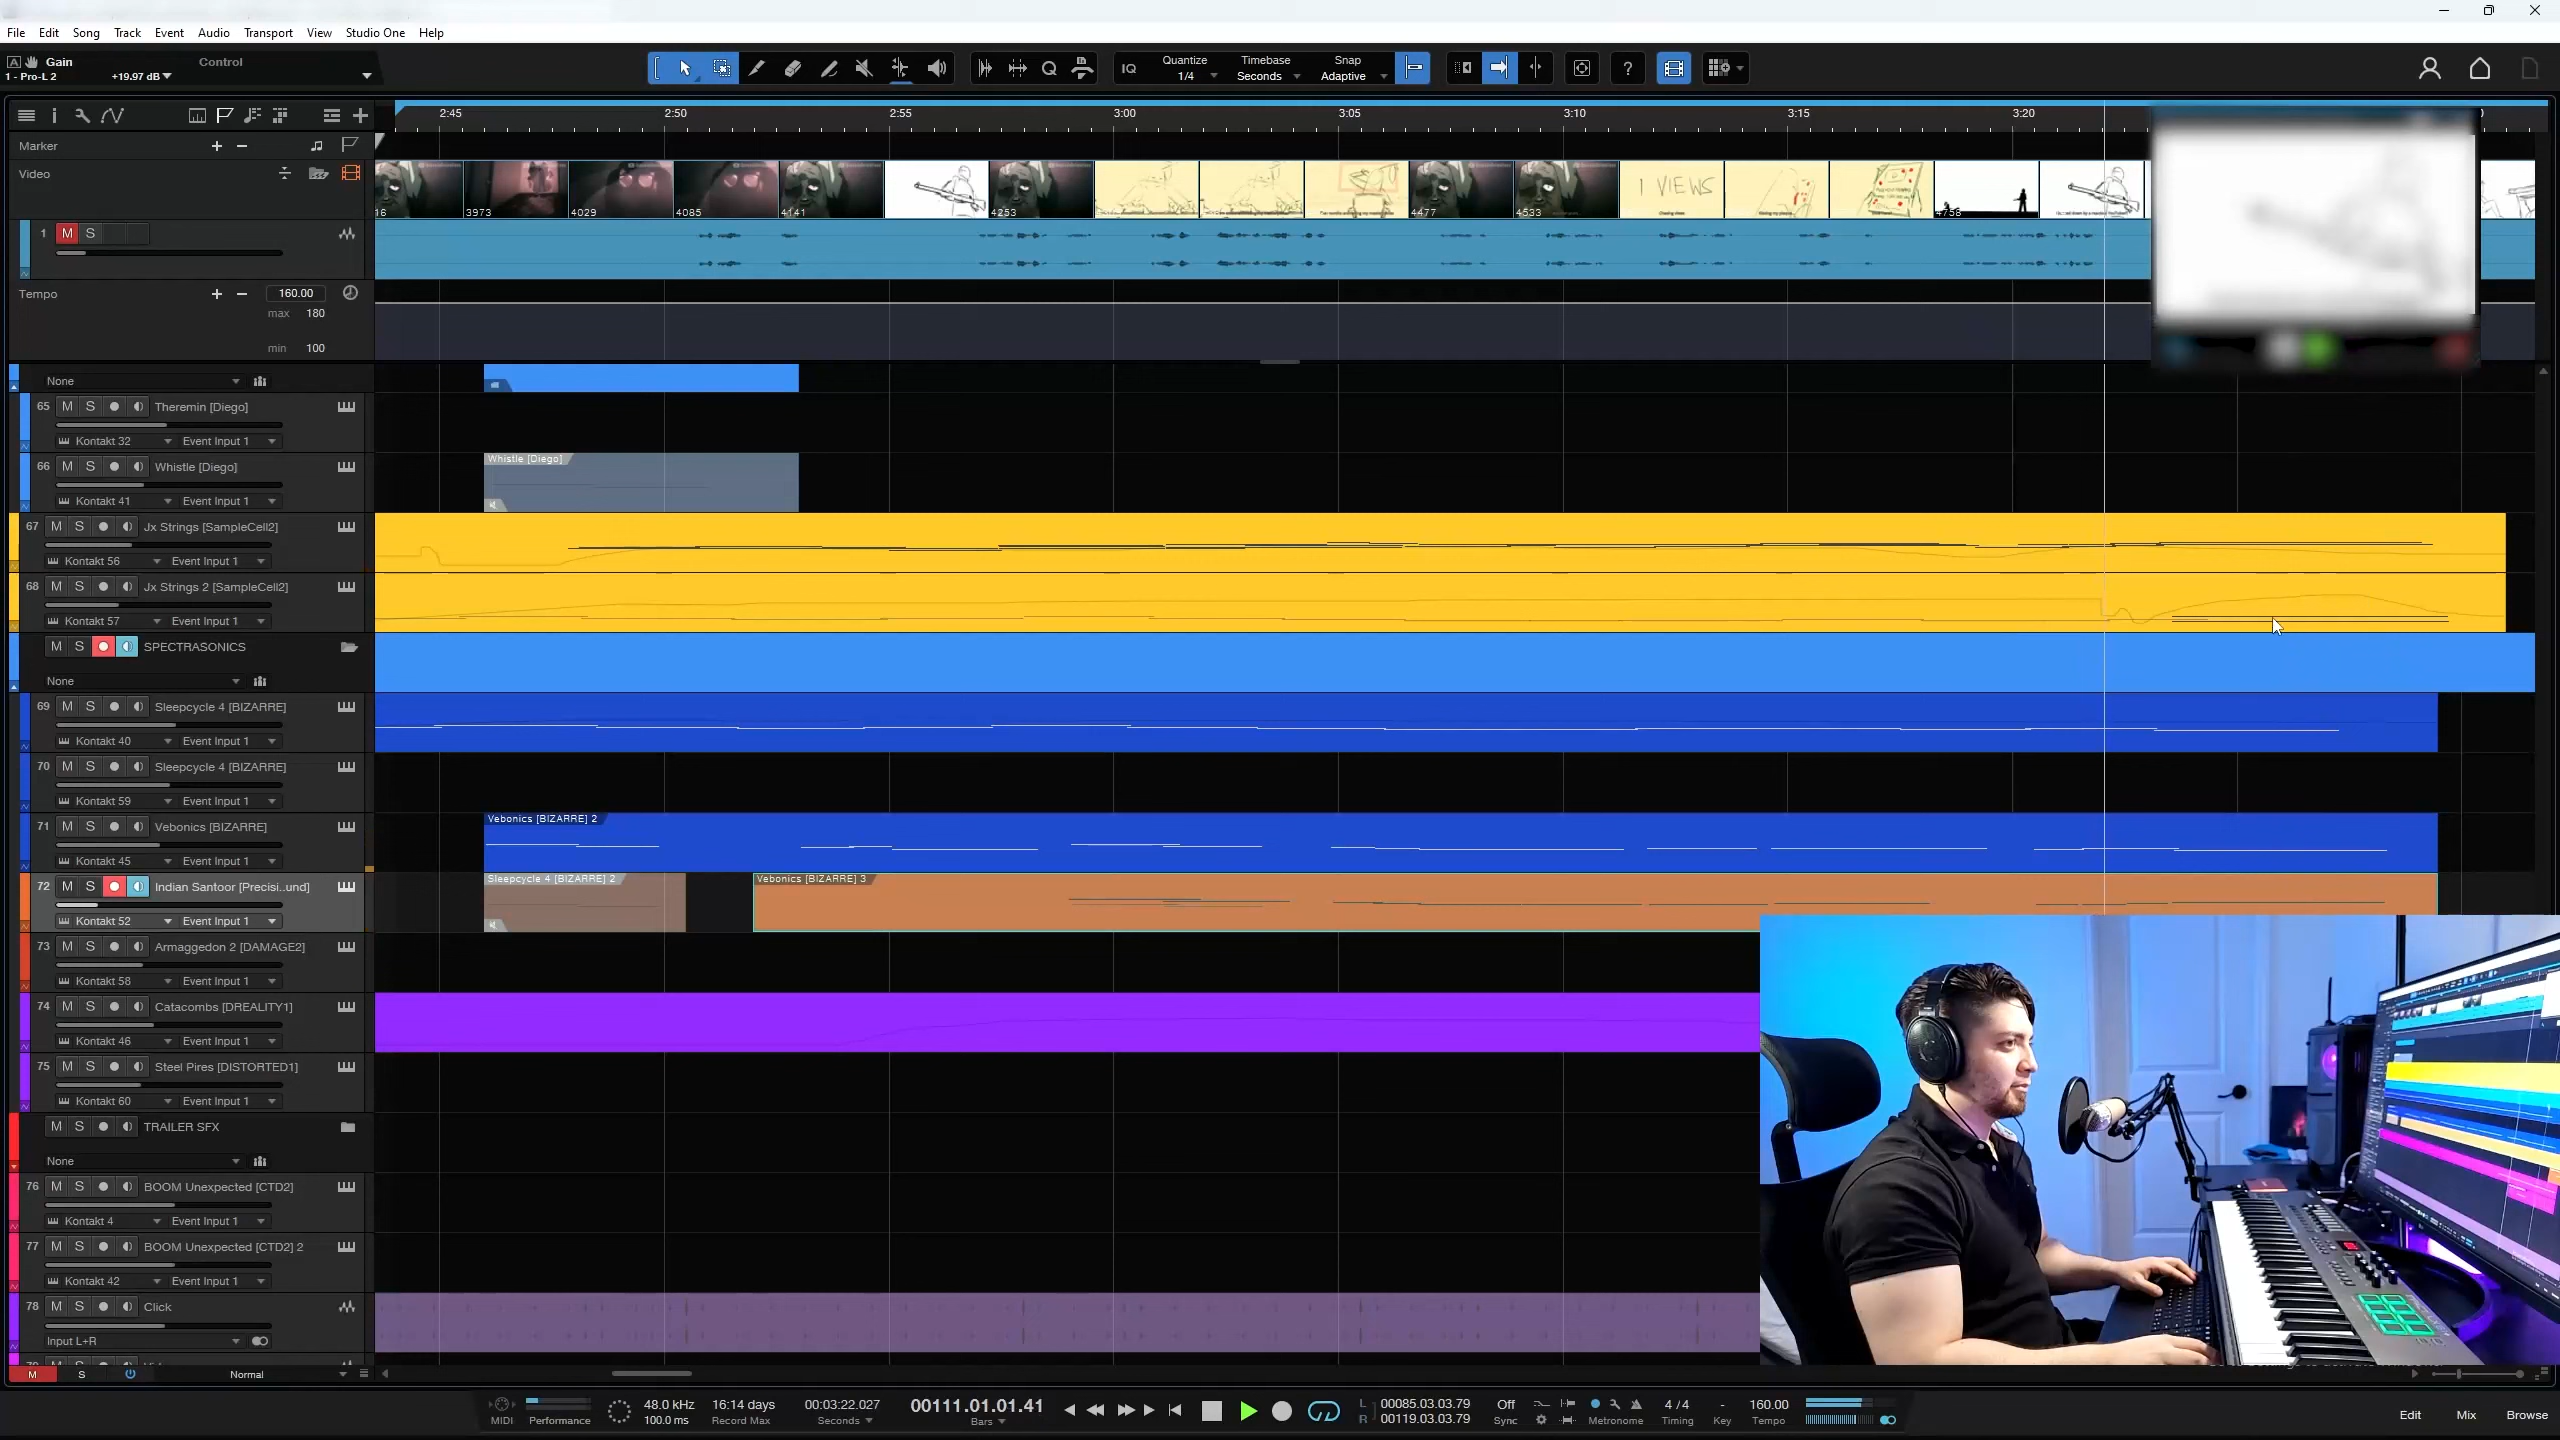 File Edit Song Track Event Audio Transport View Studio One Help
Gain Control
1 - Pro-L 2 +19.97 dB
IQ Quantize 1/4 Timebase Seconds Snap Adaptive ?
2:45 2:50 2:55 3:00 3:05 3:10 3:15 3:20
Marker
Video
16 3973 4029 4085 4141 4253 4477 4533 1 VIEWS 4758
1 M S
Tempo 160.00
max 180
min 100
None
65 M S Theremin [Diego]
Kontakt 32 Event Input 1
66 M S Whistle [Diego] Whistle [Diego]
Kontakt 41 Event Input 1
67 M S Jx Strings [SampleCell2]
Kontakt 56 Event Input 1
68 M S Jx Strings 2 [SampleCell2]
Kontakt 57 Event Input 1
M S SPECTRASONICS
None
69 M S Sleepcycle 4 [BIZARRE]
Kontakt 40 Event Input 1
70 M S Sleepcycle 4 [BIZARRE]
Kontakt 59 Event Input 1
71 M S Vebonics [BIZARRE] Vebonics [BIZARRE] 2
Kontakt 45 Event Input 1
72 M S Indian Santoor [Precisi..und] Sleepcycle 4 [BIZARRE] 2 Vebonics [BIZARRE] 3
Kontakt 52 Event Input 1
73 M S Armaggedon 2 [DAMAGE2]
Kontakt 58 Event Input 1
74 M S Catacombs [DREALITY1]
Kontakt 46 Event Input 1
75 M S Steel Pires [DISTORTED1]
Kontakt 60 Event Input 1
M S TRAILER SFX
None
76 M S BOOM Unexpected [CTD2]
Kontakt 4 Event Input 1
77 M S BOOM Unexpected [CTD2] 2
Kontakt 42 Event Input 1
78 M S Click
Input L+R
M S Normal
MIDI Performance 48.0 kHz 100.0 ms 16:14 days Record Max 00:03:22.027 Seconds 00111.01.01.41 Bars L 00085.03.03.79 R 00119.03.03.79 Off Sync Metronome 4 / 4 Timing - Key 160.00 Tempo Edit Mix Browse